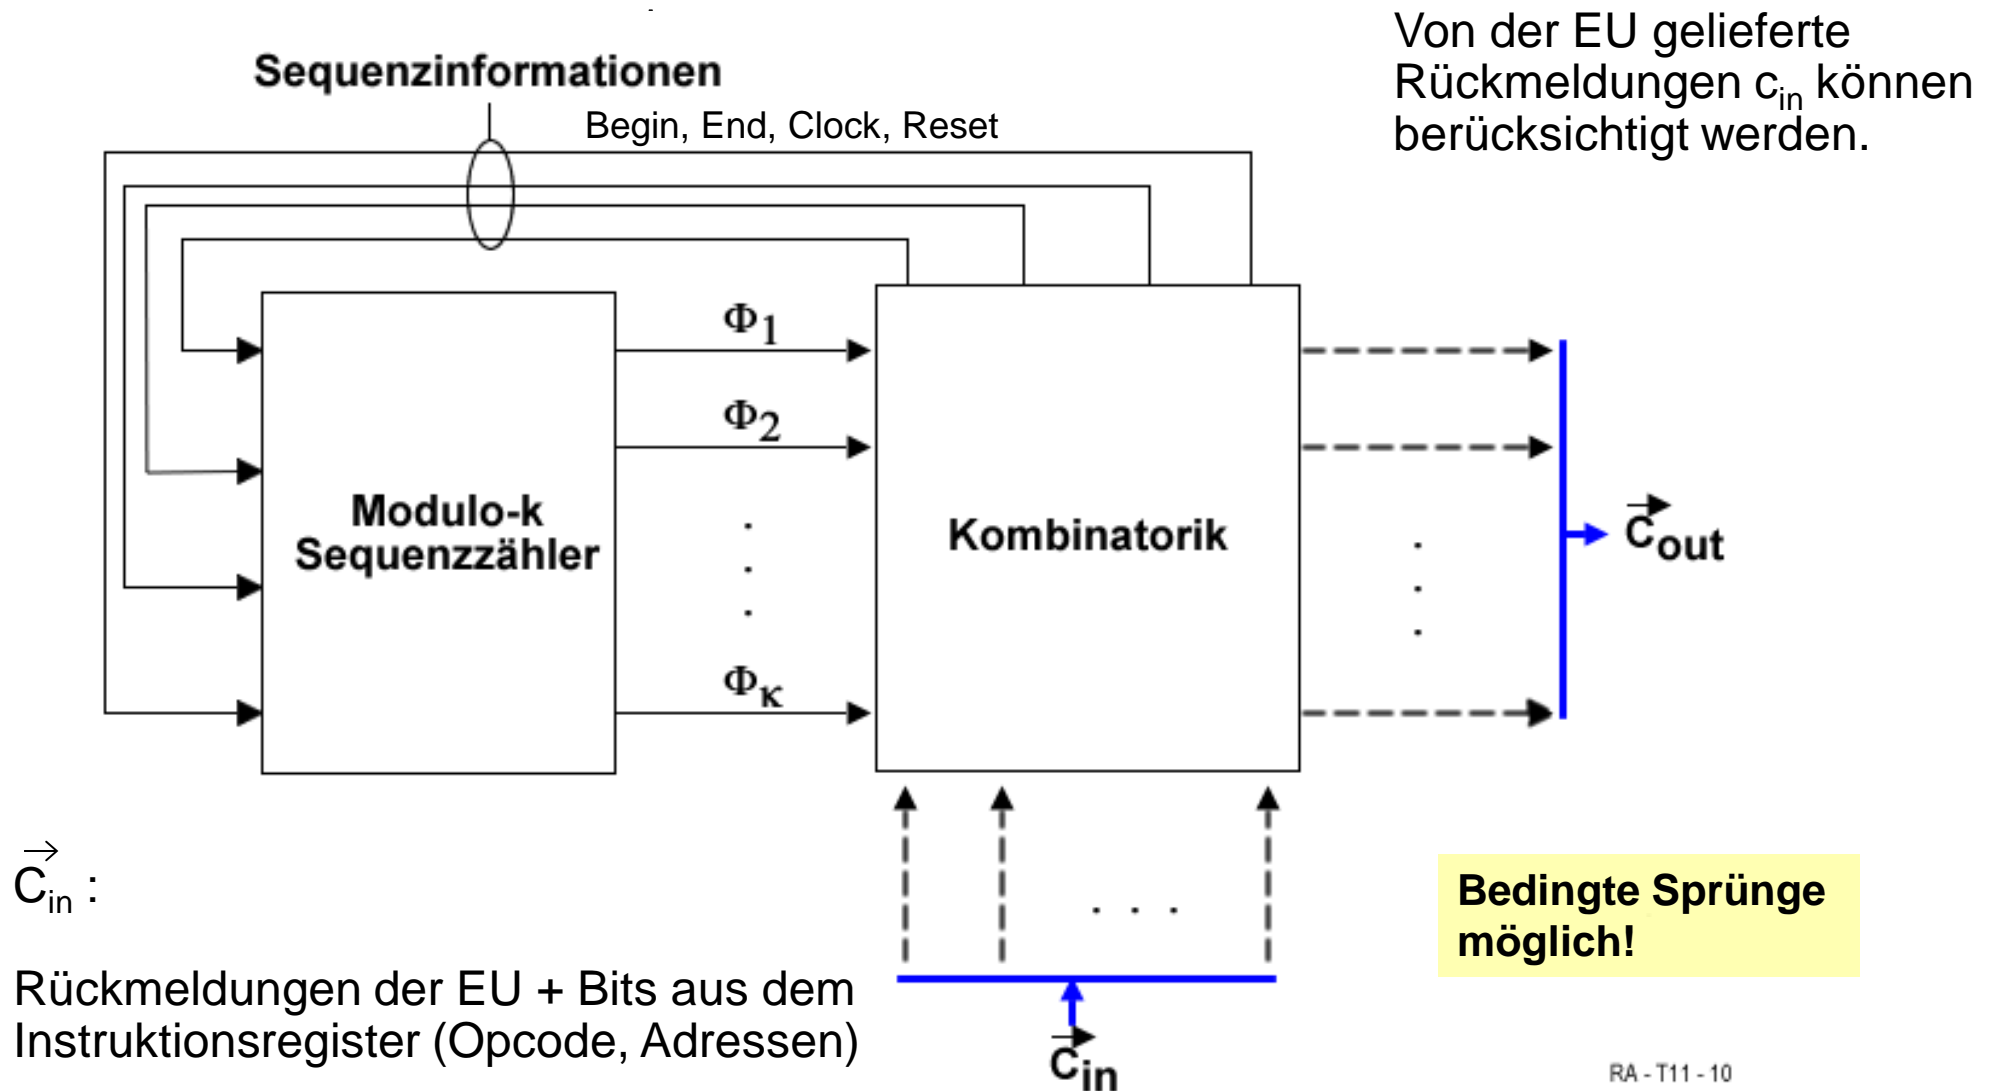 Von der EU gelieferte
Rückmeldungen cin können
berücksichtigt werden.
Sequenzinformationen
Begin, End, Clock, Reset
Φ1
Φ2
.
.
.
Φκ
Modulo-k
Sequenzzähler
Kombinatorik
.
.
.
Cout
Cin :
Rückmeldungen der EU + Bits aus dem
Instruktionsregister (Opcode, Adressen)
. . .
Cin
Bedingte Sprünge
möglich!
RA - T11 - 10